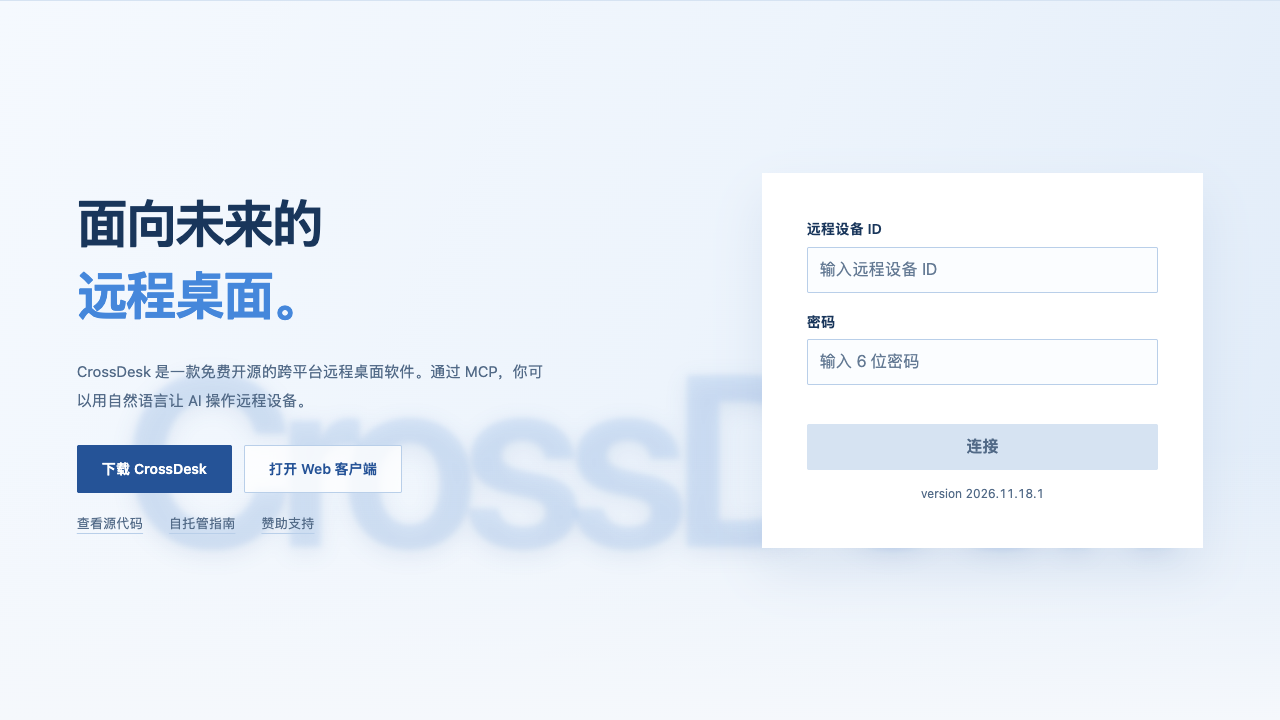 面向未来的
远程桌面。
CrossDesk 是一款免费开源的跨平台远程桌面软件。通过 MCP，你可
以用自然语言让 AI 操作远程设备。
下载 CrossDesk
打开 Web 客户端
查看源代码
自托管指南
赞助支持
CrossD
远程设备 ID
输入远程设备 ID
密码
输入 6 位密码
连接
version 2026.11.18.1